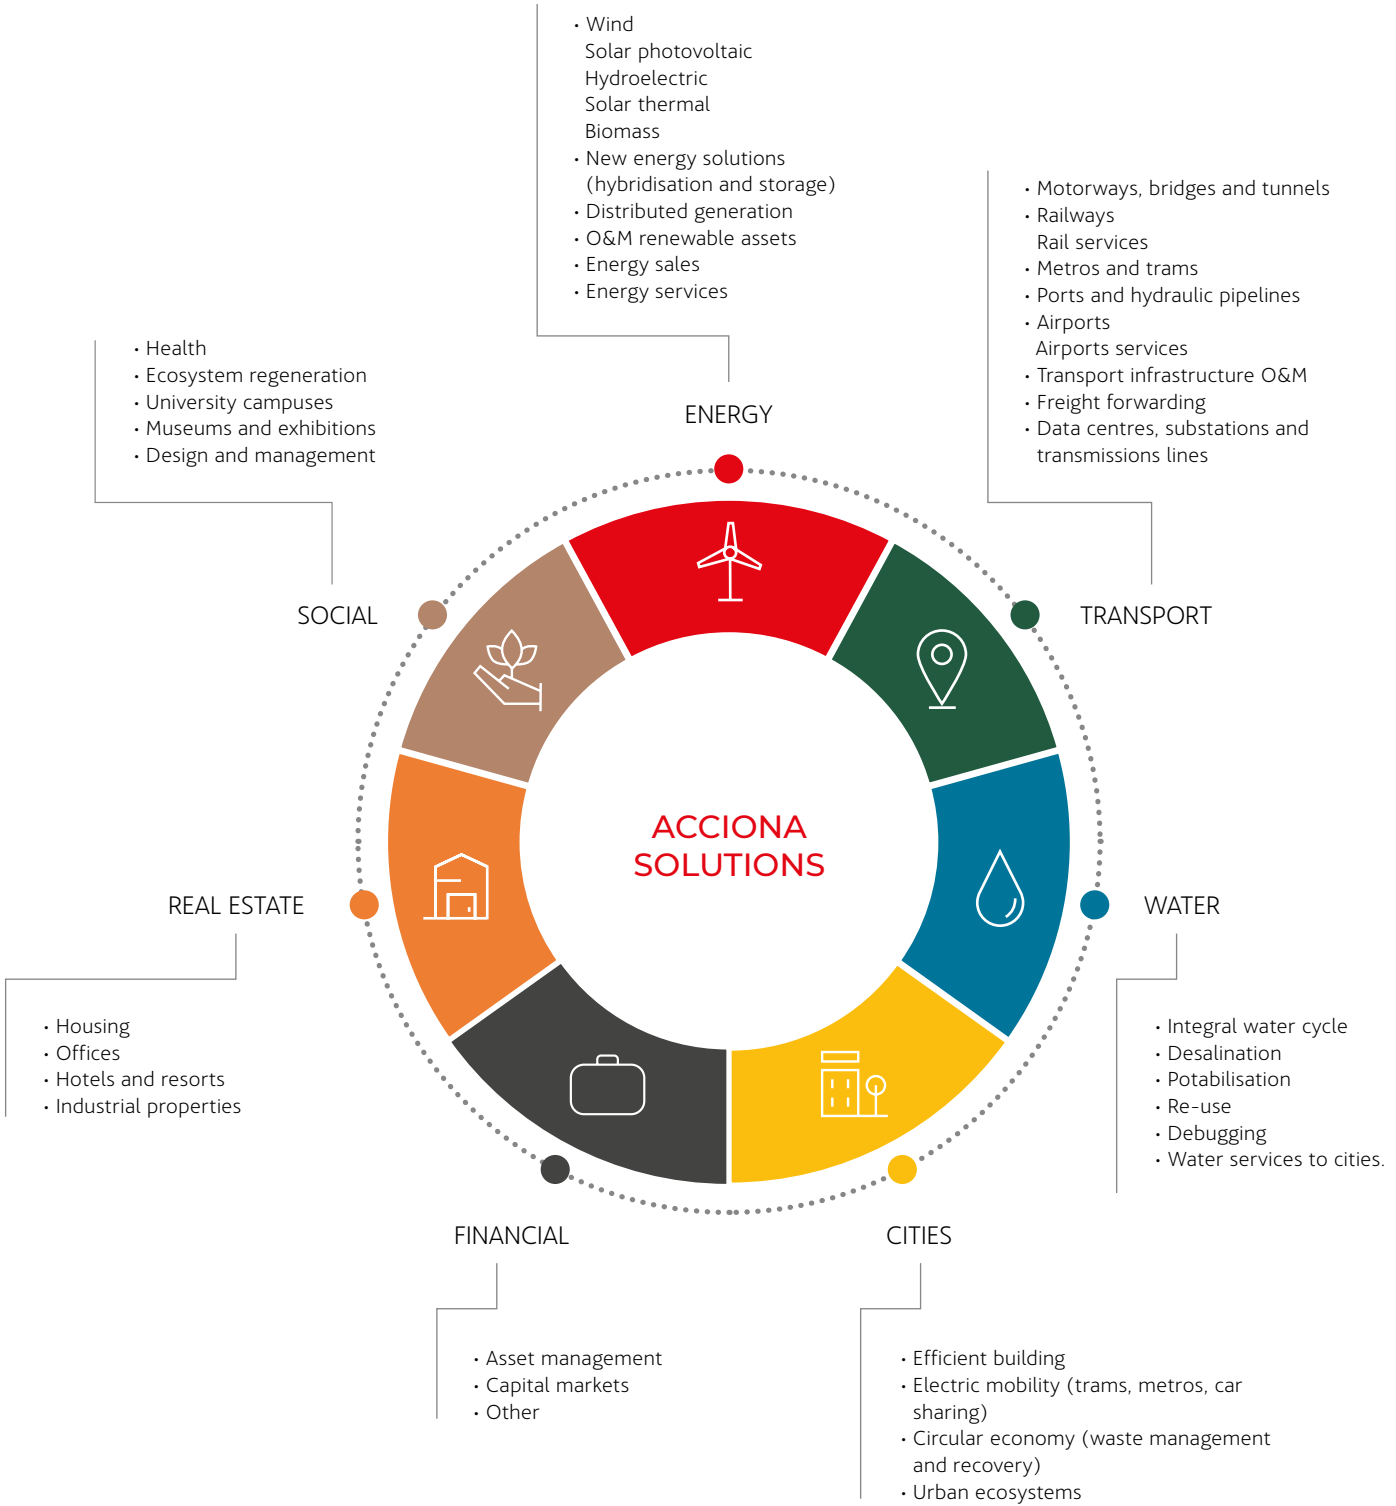 • Wind
Solar photovoltaic
Hydroelectric
Solar thermal
Biomass
• New energy solutions
(hybridisation and storage)
• Distributed generation
• O&M renewable assets
• Energy sales
• Energy services
ENERGY
• Motorways, bridges and tunnels
• Railways
Rail services
• Metros and trams
• Ports and hydraulic pipelines
• Airports
Airports services
• Transport infrastructure O&M
• Freight forwarding
• Data centres, substations and
transmissions lines
TRANSPORT
• Health
• Ecosystem regeneration
• University campuses
• Museums and exhibitions
• Design and management
SOCIAL
ACCIONA
SOLUTIONS
REAL ESTATE
• Housing
• Offices
• Hotels and resorts
• Industrial properties
WATER
• Integral water cycle
• Desalination
• Potabilisation
• Re-use
• Debugging
• Water services to cities.
FINANCIAL
• Asset management
• Capital markets
• Other
CITIES
• Efficient building
• Electric mobility (trams, metros, car
sharing)
• Circular economy (waste management
and recovery)
• Urban ecosystems